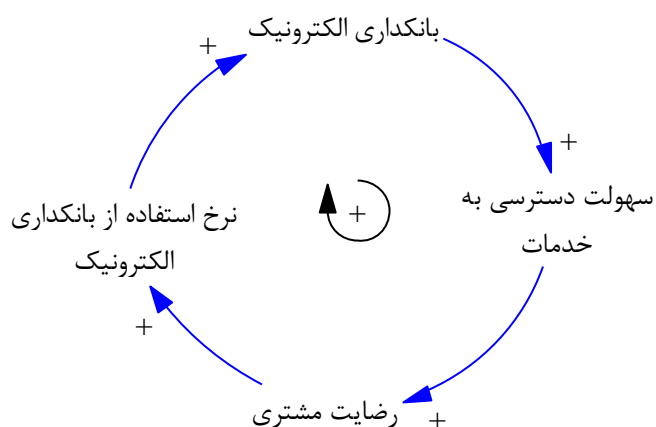 بانکداری الکترونیک
+
+
سهولت دسترسی به
خدمات
+
نرخ استفاده از بانکداری
الکترونیک
+
رضایت مشتری
+